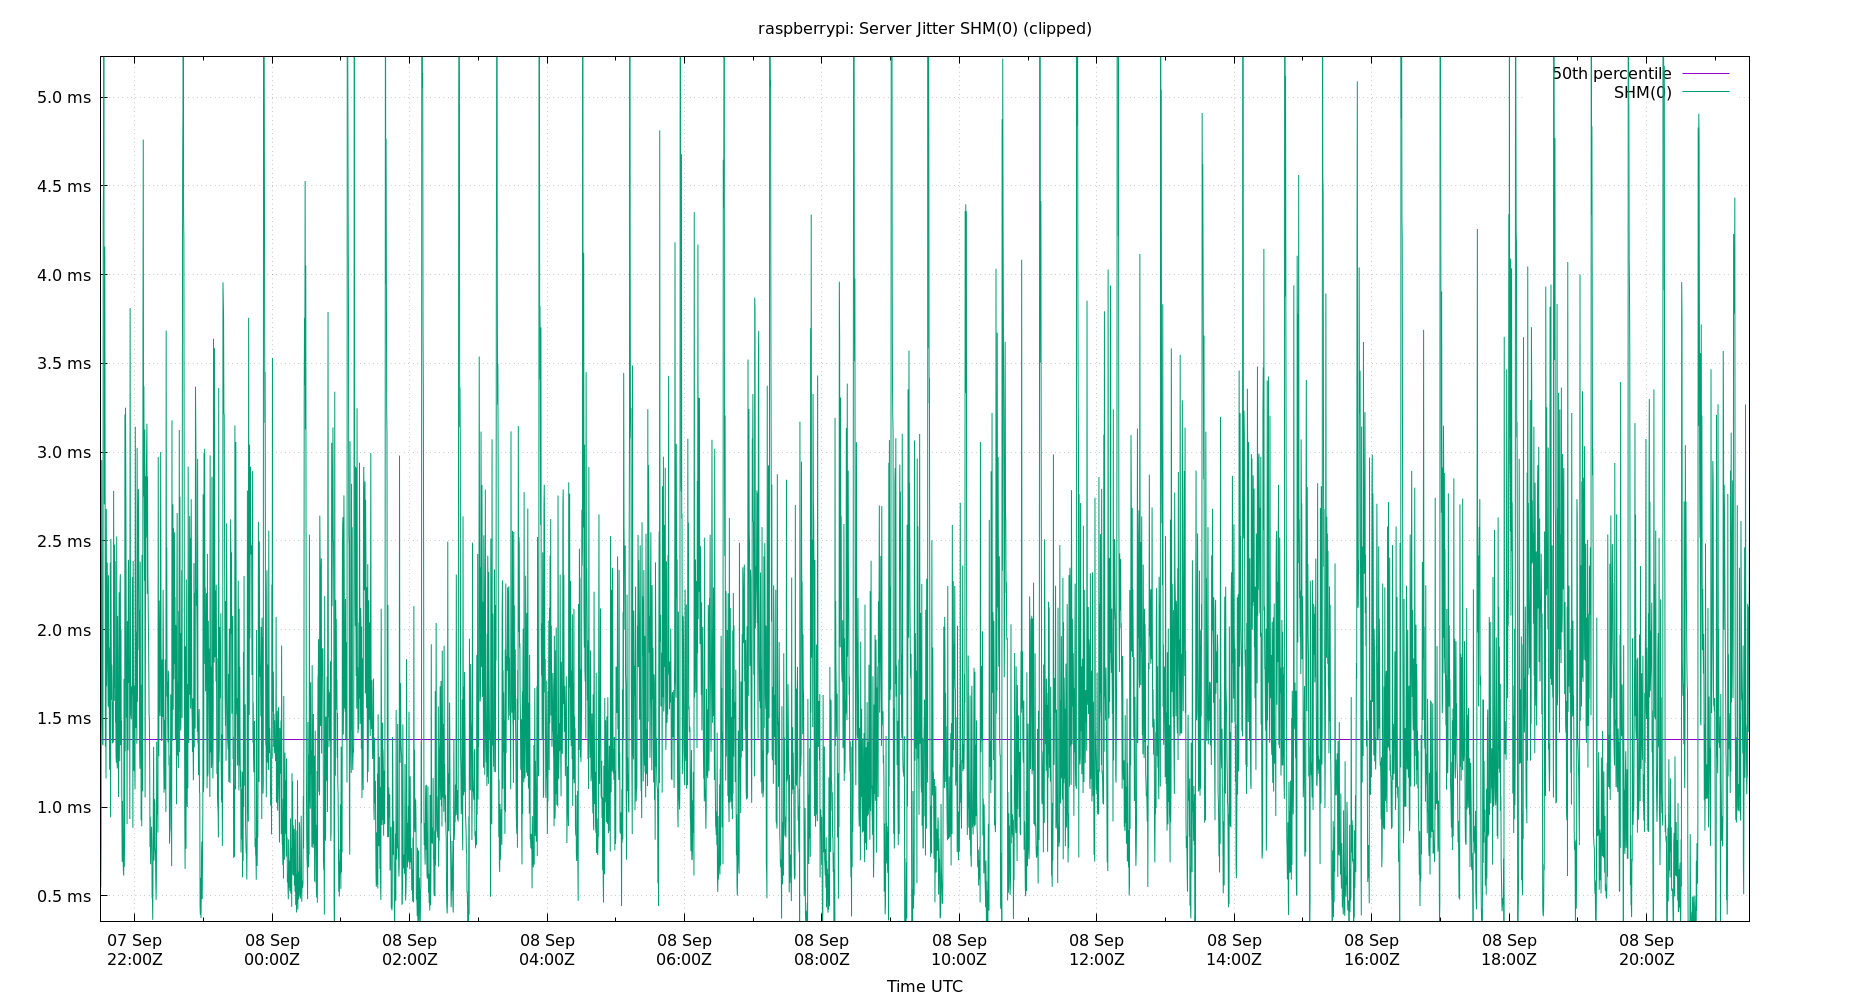 raspberrypi: Server Jitter SHM(0) (clipped)
50th percentile
SHM(0)
5.0 ms
4.5 ms
4.0 ms
3.5 ms
3.0 ms
2.5 ms
2.0 ms
1.5 ms
1.0 ms
0.5 ms
07 Sep 08 Sep 08 Sep 08 Sep 08 Sep 08 Sep 08 Sep 08 Sep 08 Sep 08 Sep 08 Sep 08 Sep
22:00Z 00:00Z 02:00Z 04:00Z 06:00Z 08:00Z 10:00Z 12:00Z 14:00Z 16:00Z 18:00Z 20:00Z
Time UTC